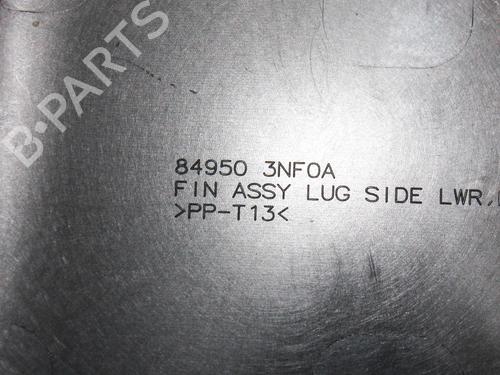 B-PARTS
84950 3NF0A
FIN ASSY LUG SIDE LWR,
>PP-T13<